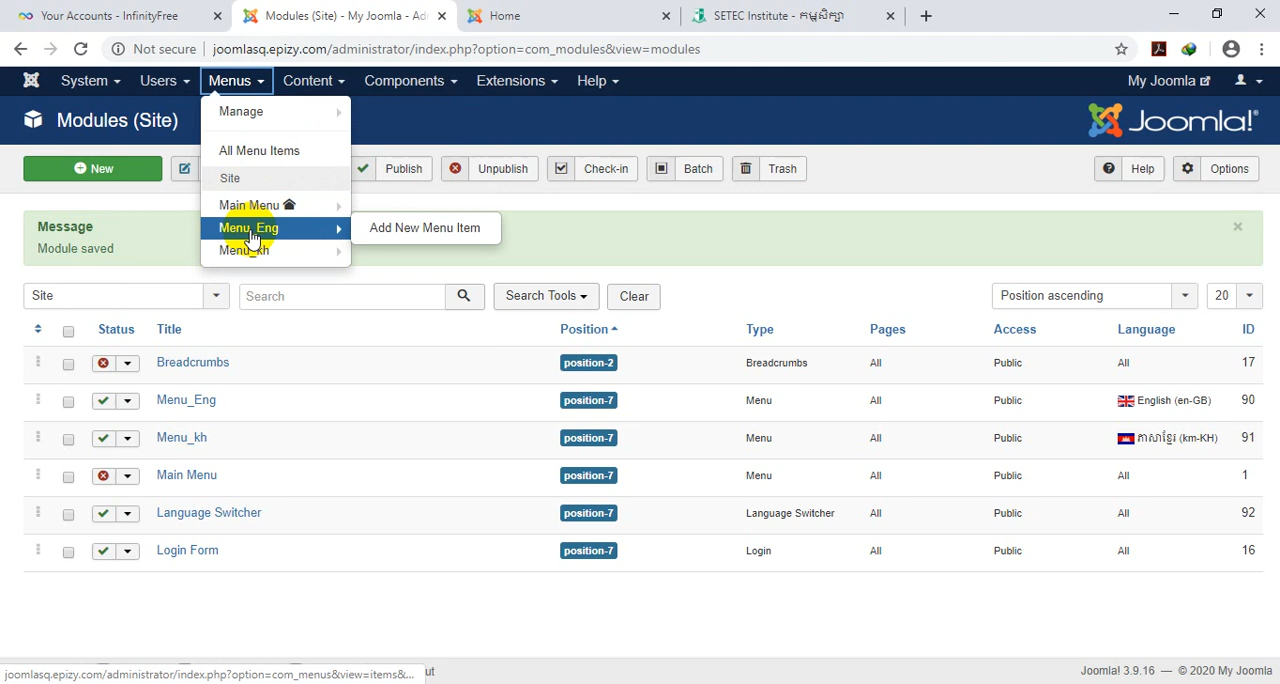 Your Accounts - InfinityFree
Modules (Site) - My Joomla - Ad
Home
SETEC Institute - កម្ពុជា
Not secure
joomlasq.epizy.com/administrator/index.php?option=com_modules&view=modules
System Users Menus Content Components Extensions Help
My Joomla
Modules (Site)
Joomla!
New
Publish
Unpublish
Check-in
Batch
Trash
Help
Options
Manage
All Menu Items
Site
Main Menu
Menu_Eng
Add New Menu Item
Menu_kh
Message
Module saved
Site
Search
Search Tools
Clear
Position ascending
20
Status Title Position Type Pages Access Language ID
Breadcrumbs position-2 Breadcrumbs All Public All 17
Menu_Eng position-7 Menu All Public English (en-GB) 90
Menu_kh position-7 Menu All Public ភាសាខ្មែរ (km-KH) 91
Main Menu position-7 Menu All Public All 1
Language Switcher position-7 Language Switcher All Public All 92
Login Form position-7 Login All Public All 16
joomlasq.epizy.com/administrator/index.php?option=com_menus&view=items&...
ut
Joomla! 3.9.16 — © 2020 My Joomla